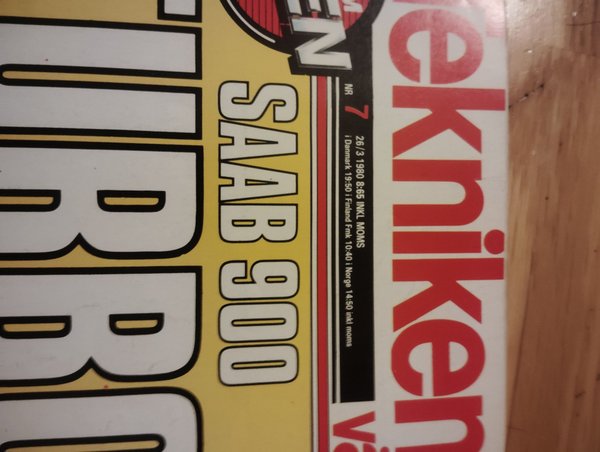 Teknikens
vä
NR 7 26/3 1980 8:65 INKL MOMS
i Danmark 19:50 i Finland Fmk 10:40 i Norge 14:50 inkl moms
M
EN
SAAB 900
TURBO